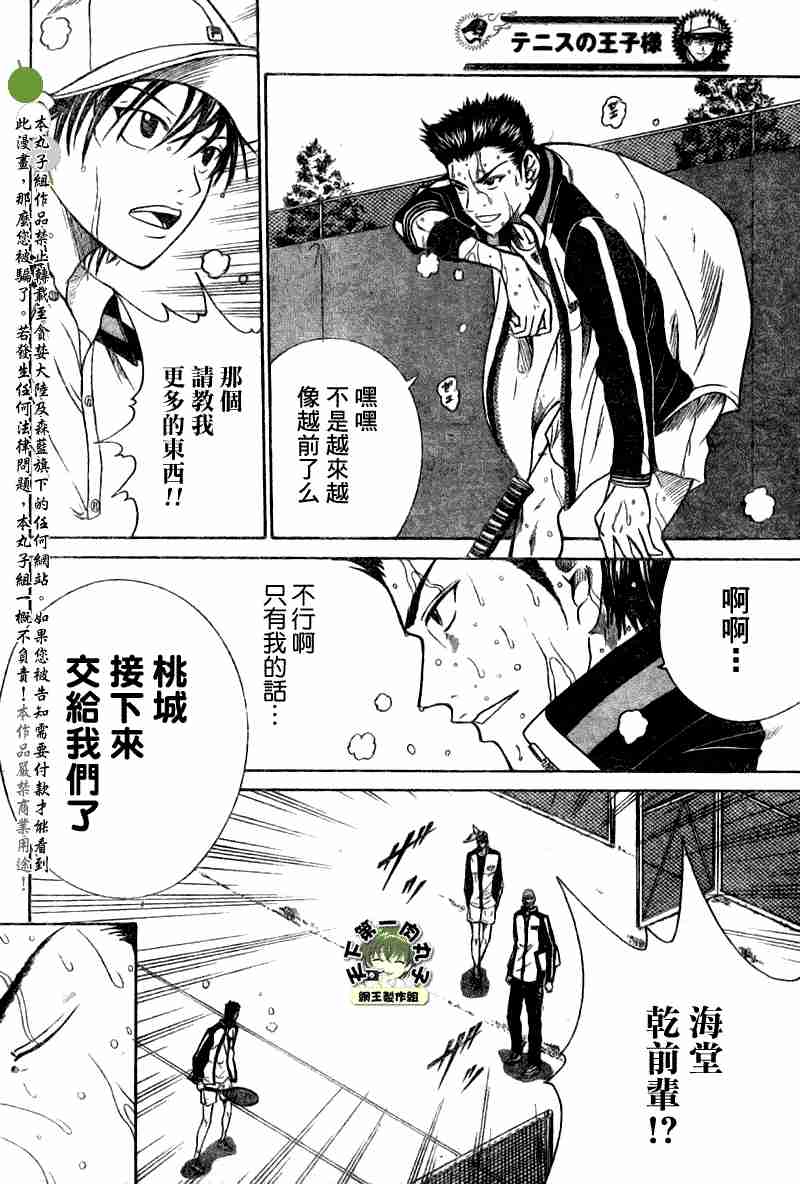 テニスの王子様
嘿嘿
不是越來越
像越前了么
那個
請教我
更多的東西!!
啊啊…
不行啊
只有我的話…
桃城
接下來
交給我們了
海堂
乾前輩!?
天下第一肉丸子
網王製作組
本丸子組作品禁止轉載至貪婪大陸及森藍旗下的任何網站。如果您被告知需要付款才能看到
此漫畫，那麼您被騙了。若發生任何法律問題，本丸子組一概不負責！本作品嚴禁商業用途！